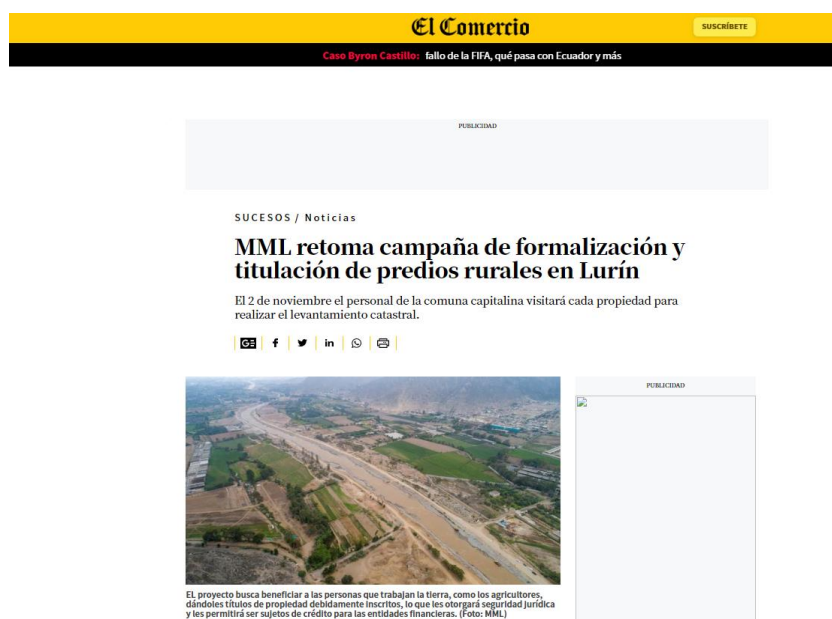 El Comercio
SUSCRÍBETE
Caso Byron Castillo: fallo de la FIFA, qué pasa con Ecuador y más
PUBLICIDAD
SUCESOS / Noticias
MML retoma campaña de formalización y
titulación de predios rurales en Lurín
El 2 de noviembre el personal de la comuna capitalina visitará cada propiedad para
realizar el levantamiento catastral.
GE
f
in
PUBLICIDAD
EL proyecto busca beneficiar a las personas que trabajan la tierra, como los agricultores,
dándoles títulos de propiedad debidamente inscritos, lo que les otorgará seguridad jurídica
y les permitirá ser sujetos de crédito para las entidades financieras. (Foto: MML)